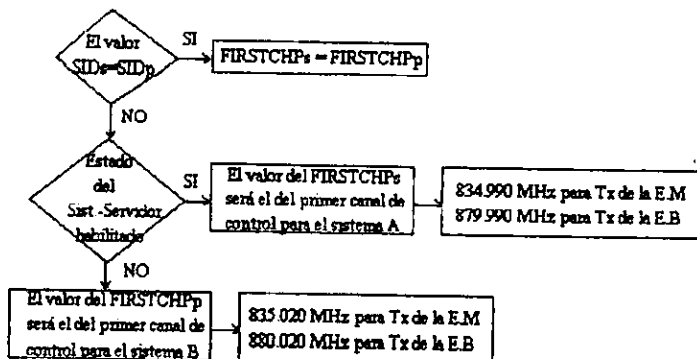 El valor
SIDs=SIDp
SI
FIRSTCHPs = FIRSTCHPp
NO
Estado
del
Sist.-Servidor
habilitado
SI
El valor del FIRSTCHPs
será el del primer canal de
control para el sistema A
834.990 MHz para Tx de la E.M
879.990 MHz para Tx de la E.B
NO
El valor del FIRSTCHPp
será el del primer canal de
control para el sistema B
835.020 MHz para Tx de la E.M
880.020 MHz para Tx de la E.B